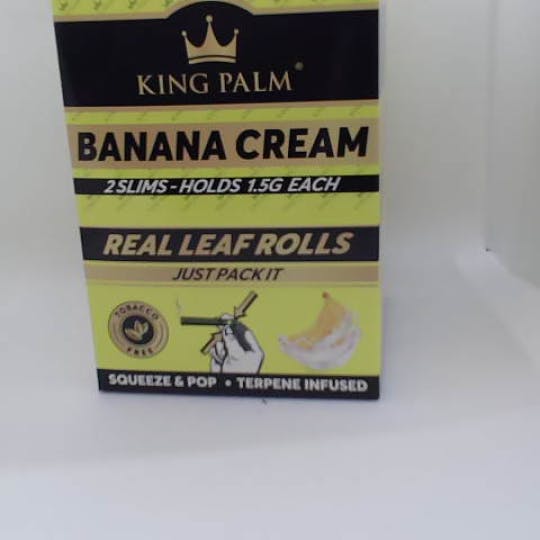 KING PALM®
BANANA CREAM
2 SLIMS - HOLDS 1.5G EACH
REAL LEAF ROLLS
JUST PACK IT
TOBACCO
FREE
SQUEEZE & POP • TERPENE INFUSED